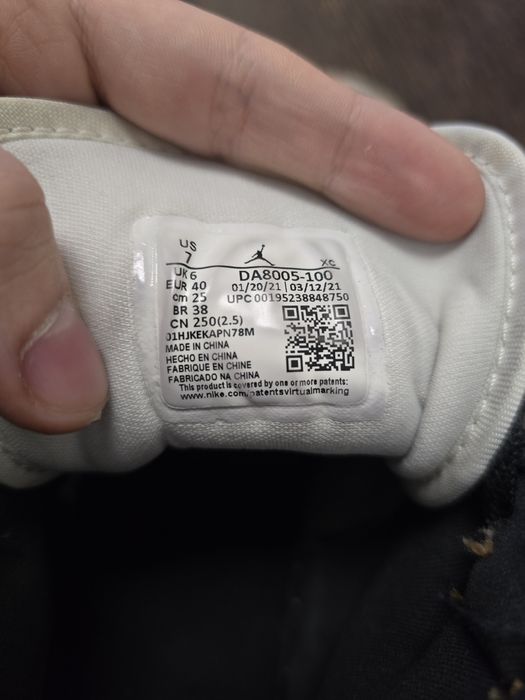 US
7
XC
UK 6
DA8005-100
EUR 40
01/20/21 | 03/12/21
cm 25
UPC 00195238848750
BR 38
CN 250(2.5)
01HJKEKAPN78M
MADE IN CHINA
HECHO EN CHINA
FABRIQUE EN CHINE
FABRICADO NA CHINA
This product is covered by one or more patents:
www.nike.com/patentsvirtualmarking